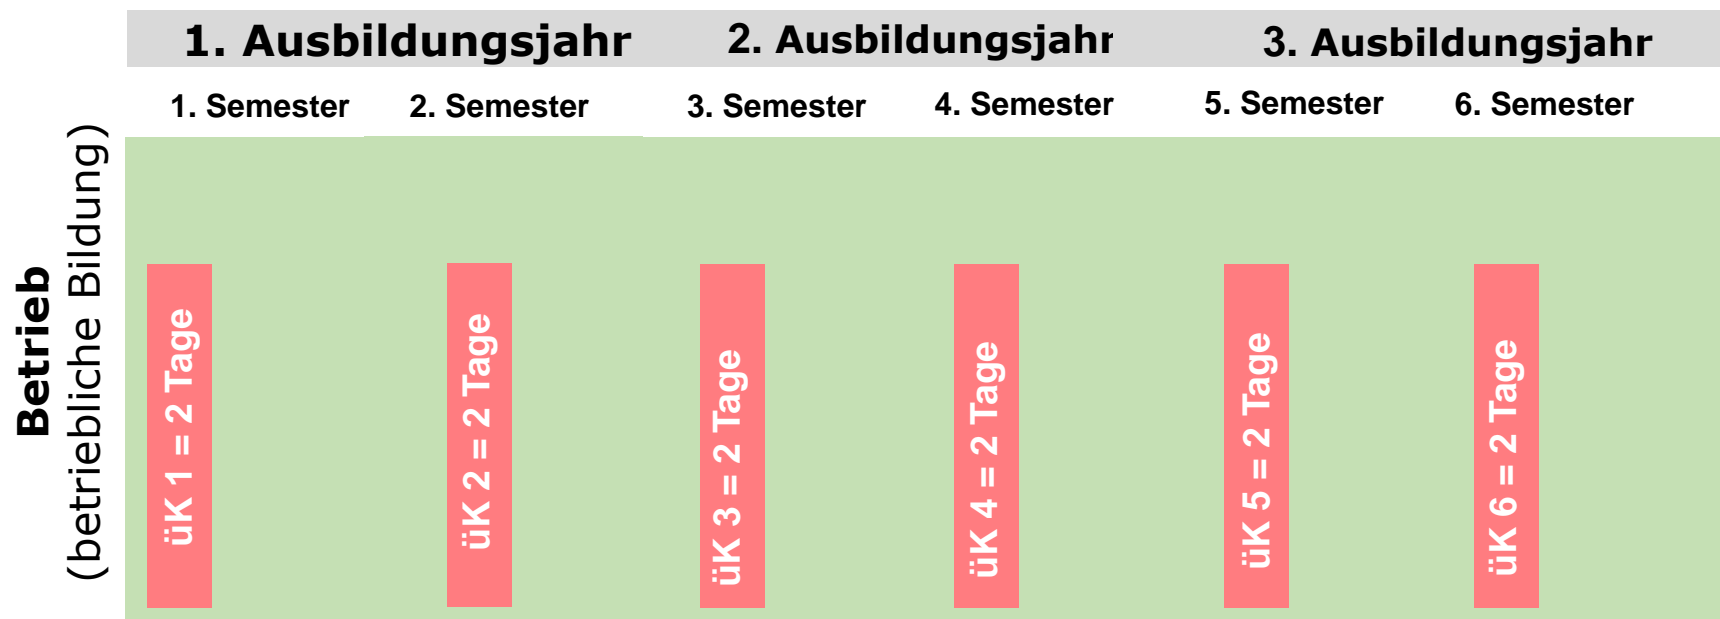 1. Ausbildungsjahr 2. Ausbildungsjahr 3. Ausbildungsjahr
1. Semester 2. Semester 3. Semester 4. Semester 5. Semester 6. Semester
Betrieb
(betriebliche Bildung)
üK 1 = 2 Tage
üK 2 = 2 Tage
üK 3 = 2 Tage
üK 4 = 2 Tage
üK 5 = 2 Tage
üK 6 = 2 Tage